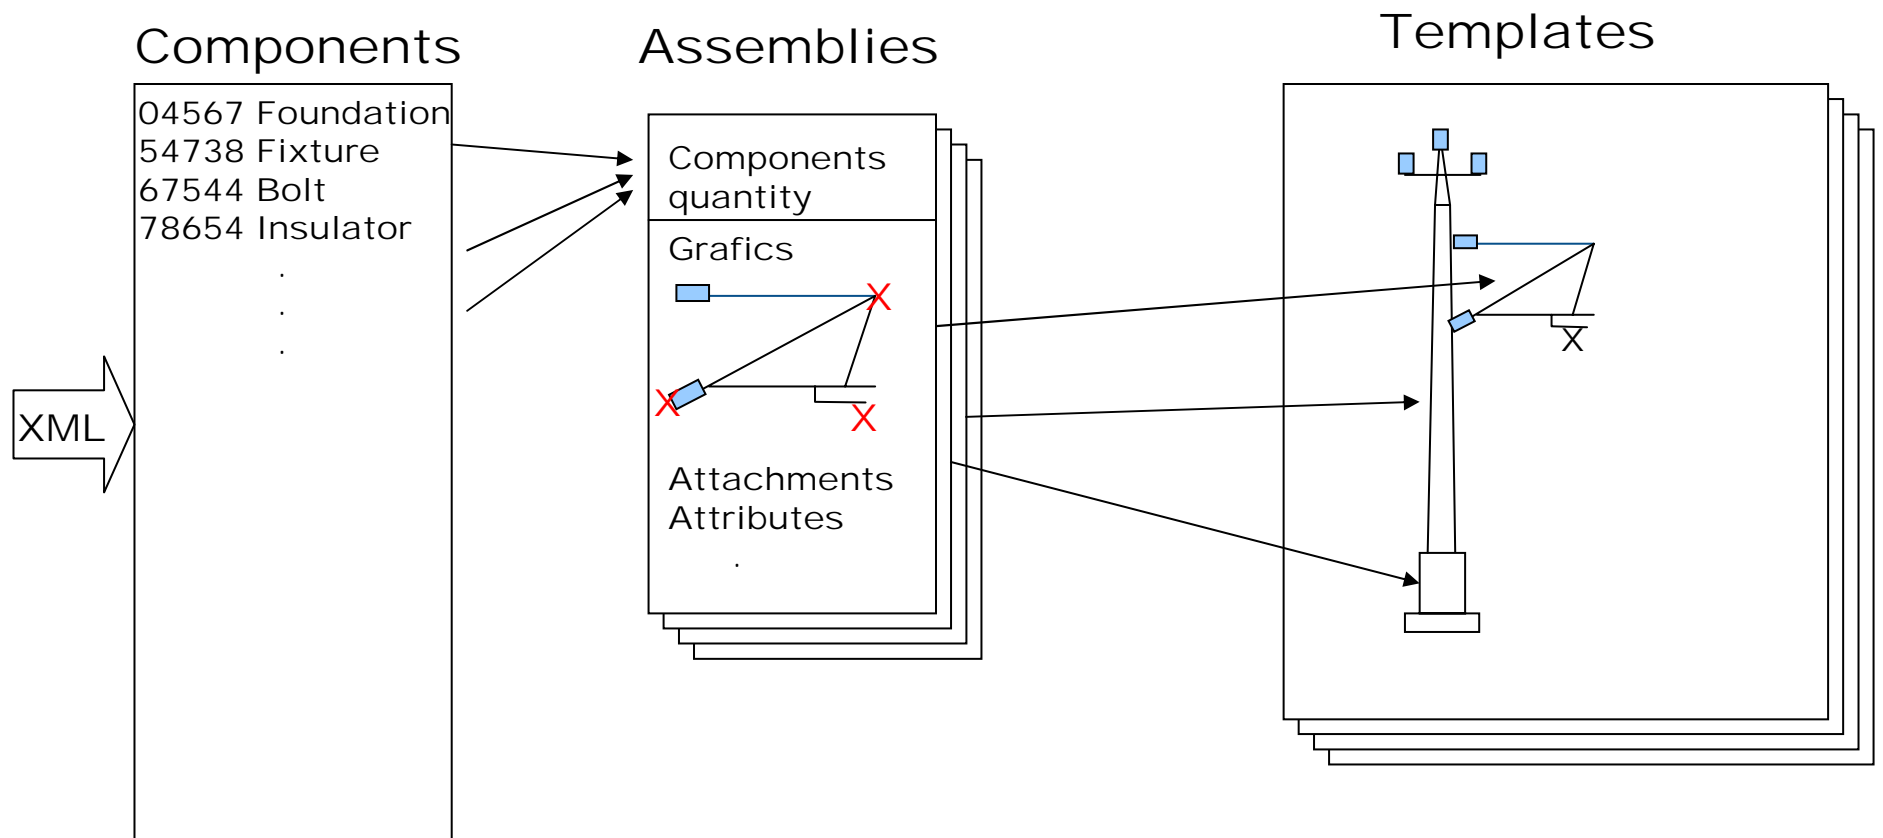 Components
Assemblies
Templates
04567 Foundation
54738 Fixture
67544 Bolt
78654 Insulator
.
.
.
XML
Components
quantity
Grafics
X
X
X
Attachments
Attributes
.
X